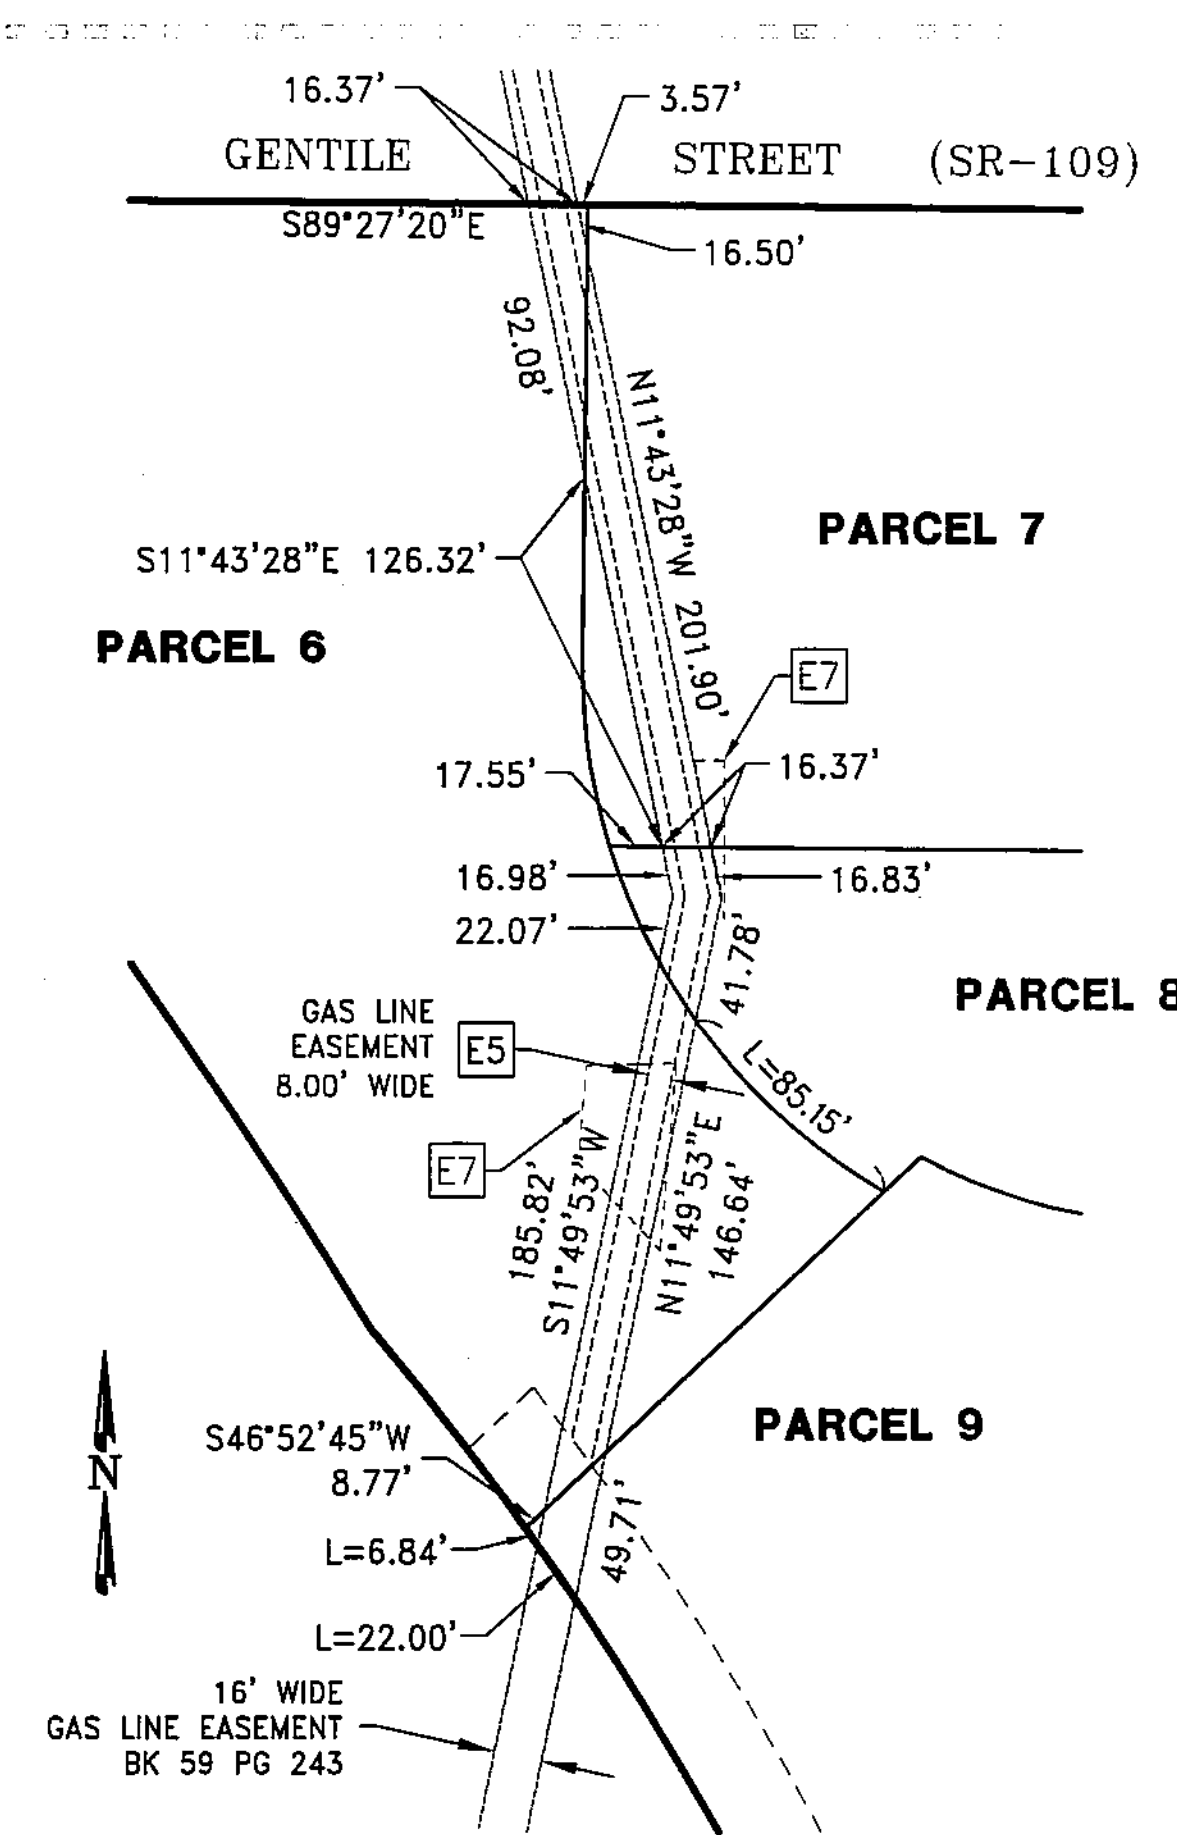 16.37'
3.57'
GENTILE STREET (SR-109)
S89°27'20"E
16.50'
92.08'
N11°43'28"W 201.90'
PARCEL 7
S11°43'28"E 126.32'
PARCEL 6
E7
17.55'
16.37'
16.98'
16.83'
22.07'
41.78'
PARCEL 8
GAS LINE
EASEMENT
8.00' WIDE
E5
L=85.15'
E7
185.82'
S11°49'53"W
N11°49'53"E
146.64'
PARCEL 9
S46°52'45"W
8.77'
N
49.71'
L=6.84'
L=22.00'
16' WIDE
GAS LINE EASEMENT
BK 59 PG 243